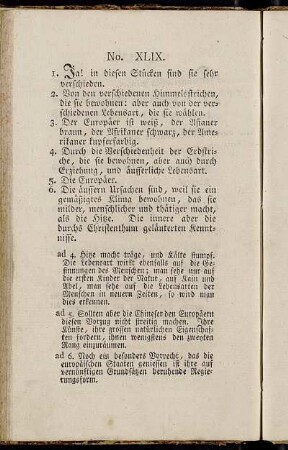 No. XLIX.
1. Ja! in diesen Stücken sind sie sehr
verschieden.
2. Von den verschiedenen Himmelsstrichen,
die sie bewohnen: aber auch von der ver-
schiedenen Lebensart, die sie wählen.
3. Der Europäer ist weiß, der Asianer
braun, der Afrikaner schwarz, der Ame-
rikaner kupferfarbig.
4. Durch die Verschiedenheit der Erdstri-
che, die sie bewohnen, aber auch durch
Erziehung, und äusserliche Lebensart.
5. Die Europäer.
6. Die äussern Ursachen sind, weil sie ein
gemäßigtes Klima bewohnen, das sie
milder, menschlicher und thätiger macht,
als die Hitze. Die innere aber die
durchs Christenthum geläuterten Kennt-
nisse.
ad 4. Hitze macht träge, und Kälte stumpf.
Die Lebensart wirkt ebenfalls auf die Ge-
sinnungen des Menschen; man sehe nur auf
die ersten Kinder der Natur, auf Kain und
Abel, man sehe auf die Lebensarten der
Menschen in neuern Zeiten, so wird man
dies erkennen.
ad 5. Sollten aber die Chineser den Europäern
diesen Vorzug nicht streitig machen. Ihre
Künste, ihre grossen natürlichen Eigenschaf-
ten fordern, ihnen wenigstens den zweyten
Rang einzuräumen.
ad 6. Noch ein besonders Vorrecht, das die
europäischen Staaten geniessen ist ihre auf
vernünftigen Grundsätzen beruhende Regie-
rungsform.